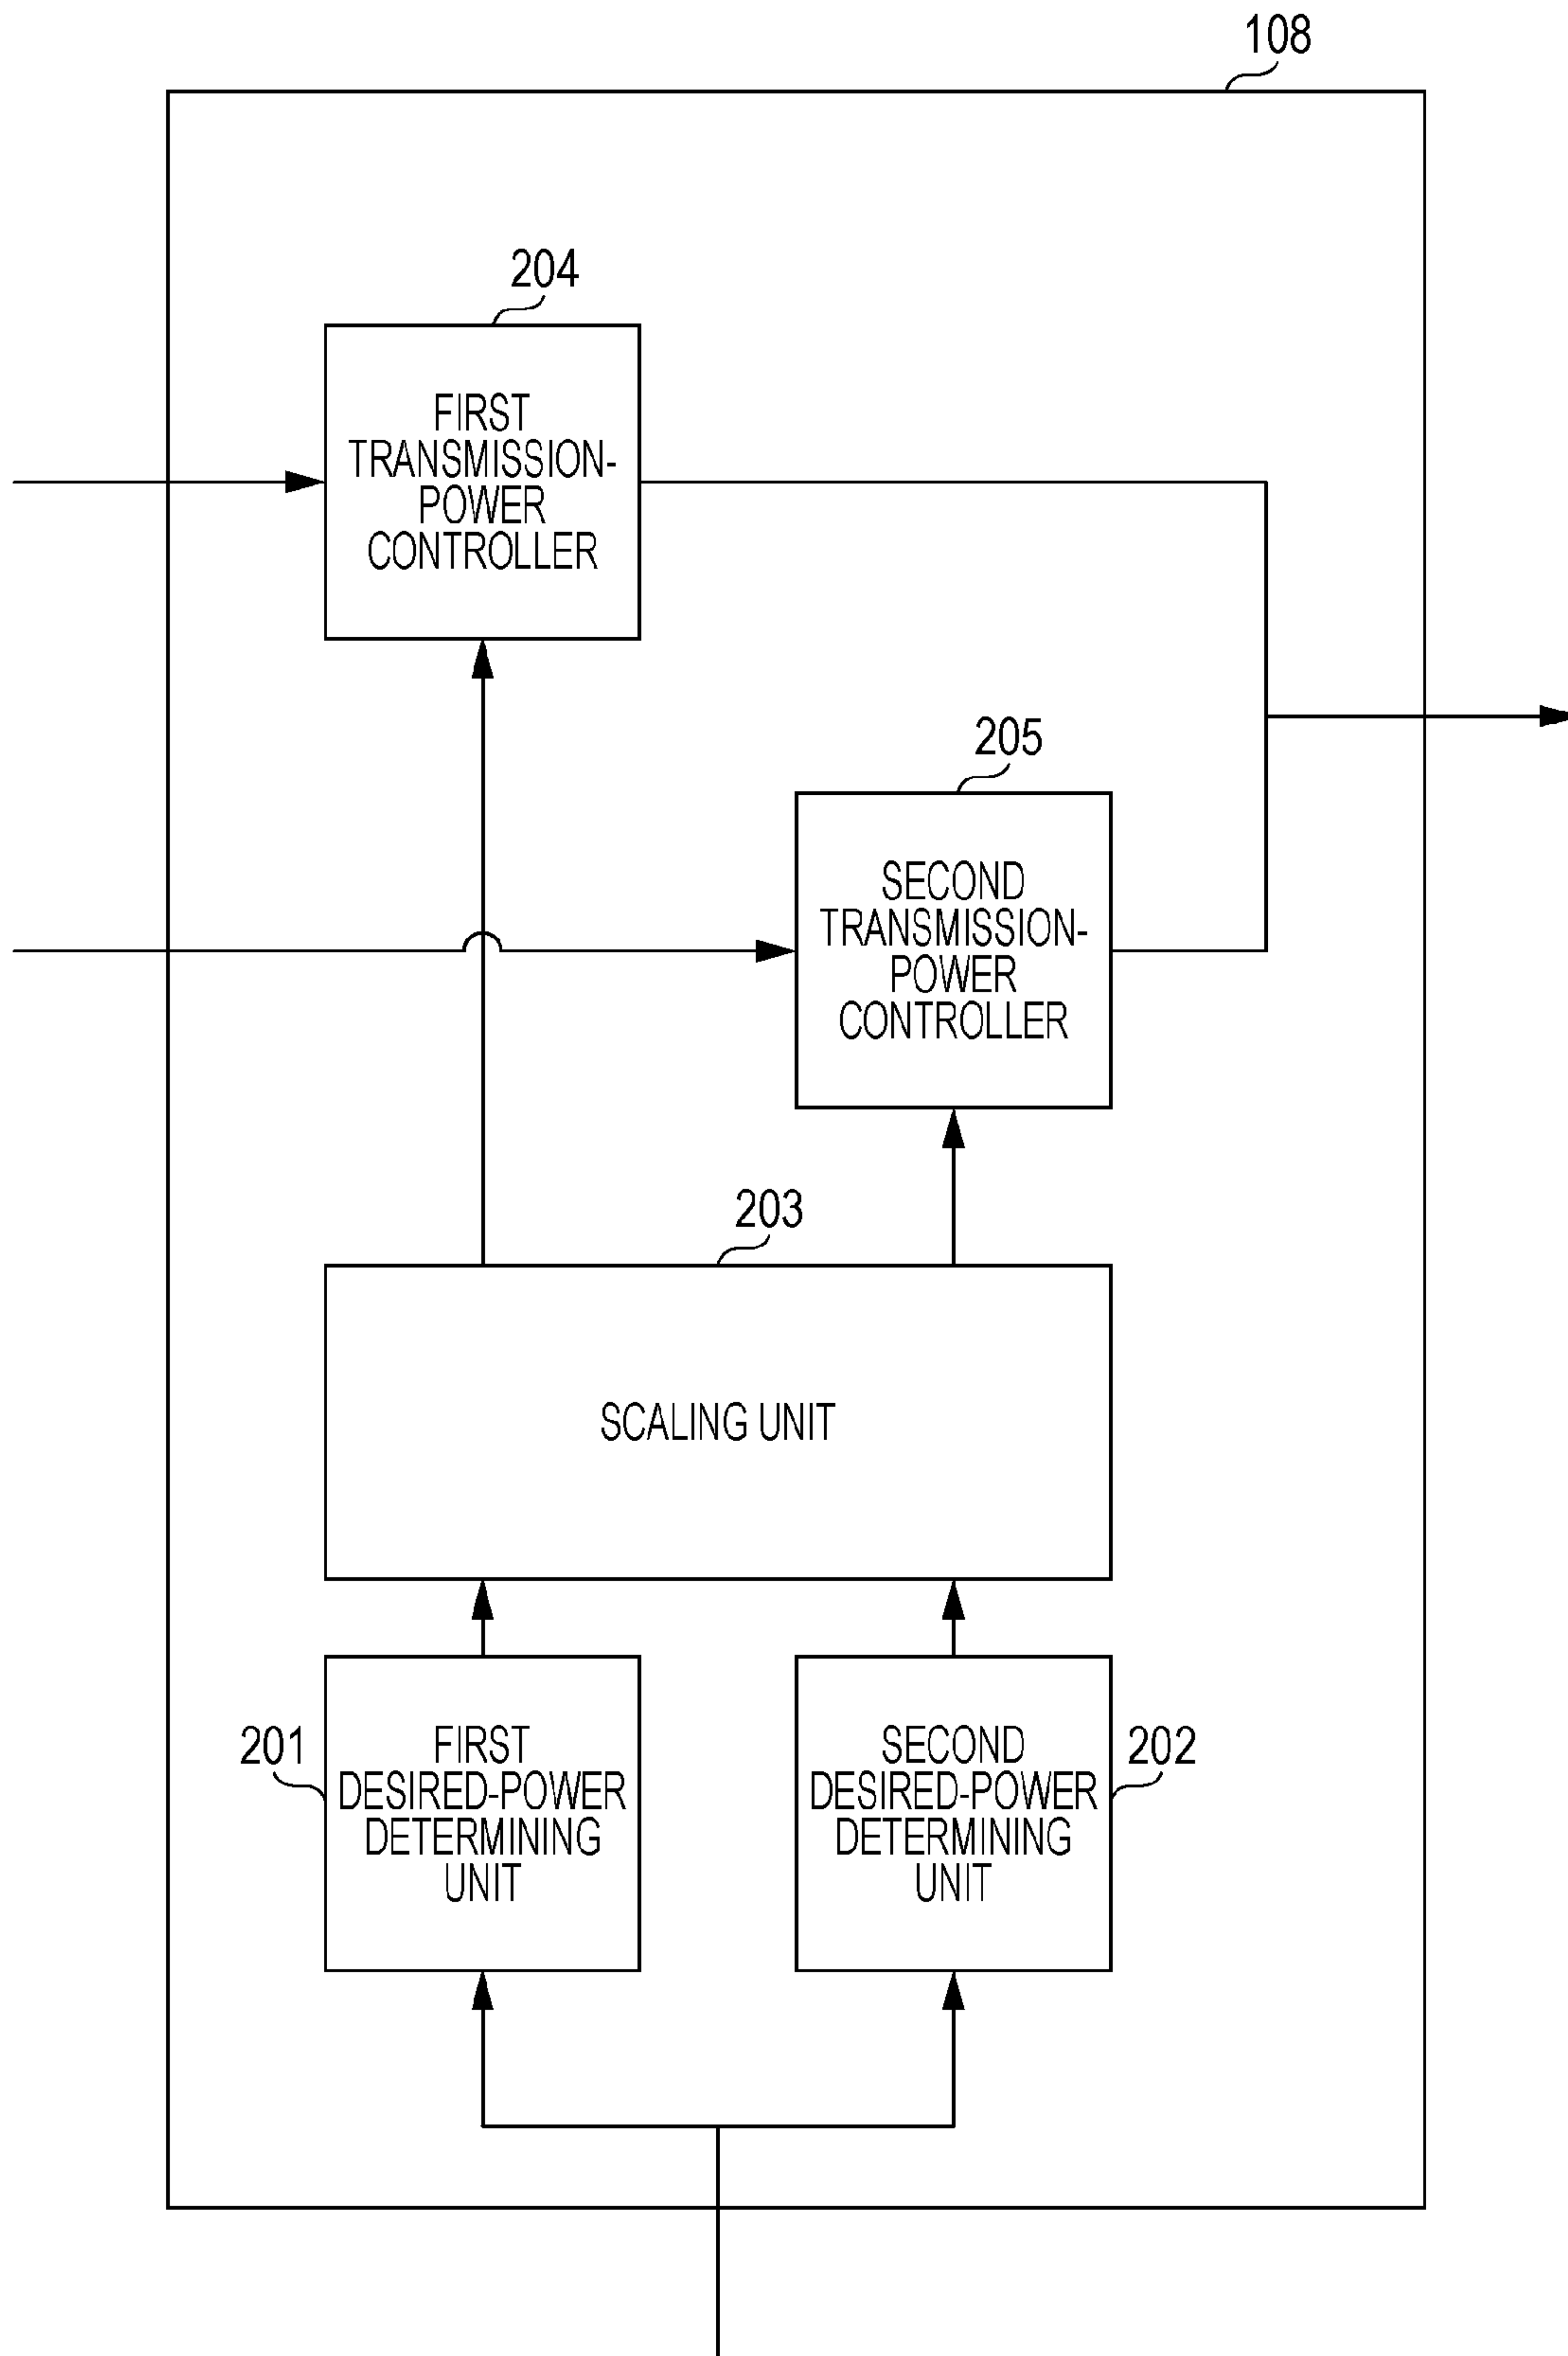 108
204
FIRST
TRANSMISSION-
POWER
CONTROLLER
205
SECOND
TRANSMISSION-
POWER
CONTROLLER
203
SCALING UNIT
201
FIRST
DESIRED-POWER
DETERMINING
UNIT
SECOND
DESIRED-POWER
DETERMINING
UNIT
202